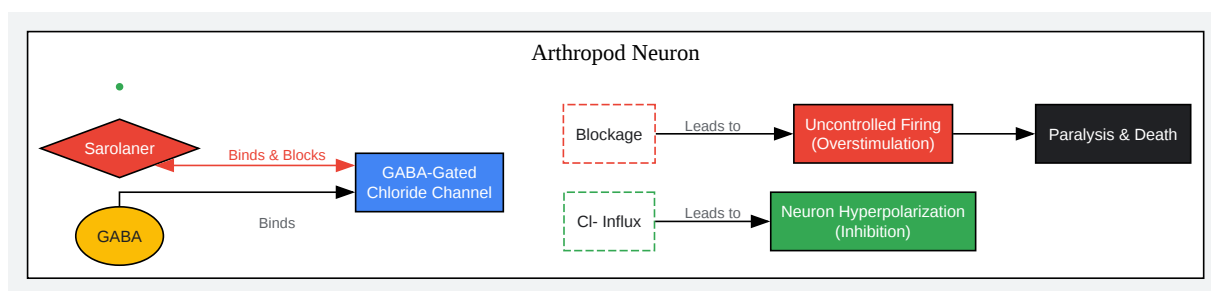 Arthropod Neuron
Sarolaner
Binds & Blocks
GABA-Gated
Chloride Channel
GABA
Binds
Blockage
Leads to
Uncontrolled Firing
(Overstimulation)
Paralysis & Death
Cl- Influx
Leads to
Neuron Hyperpolarization
(Inhibition)